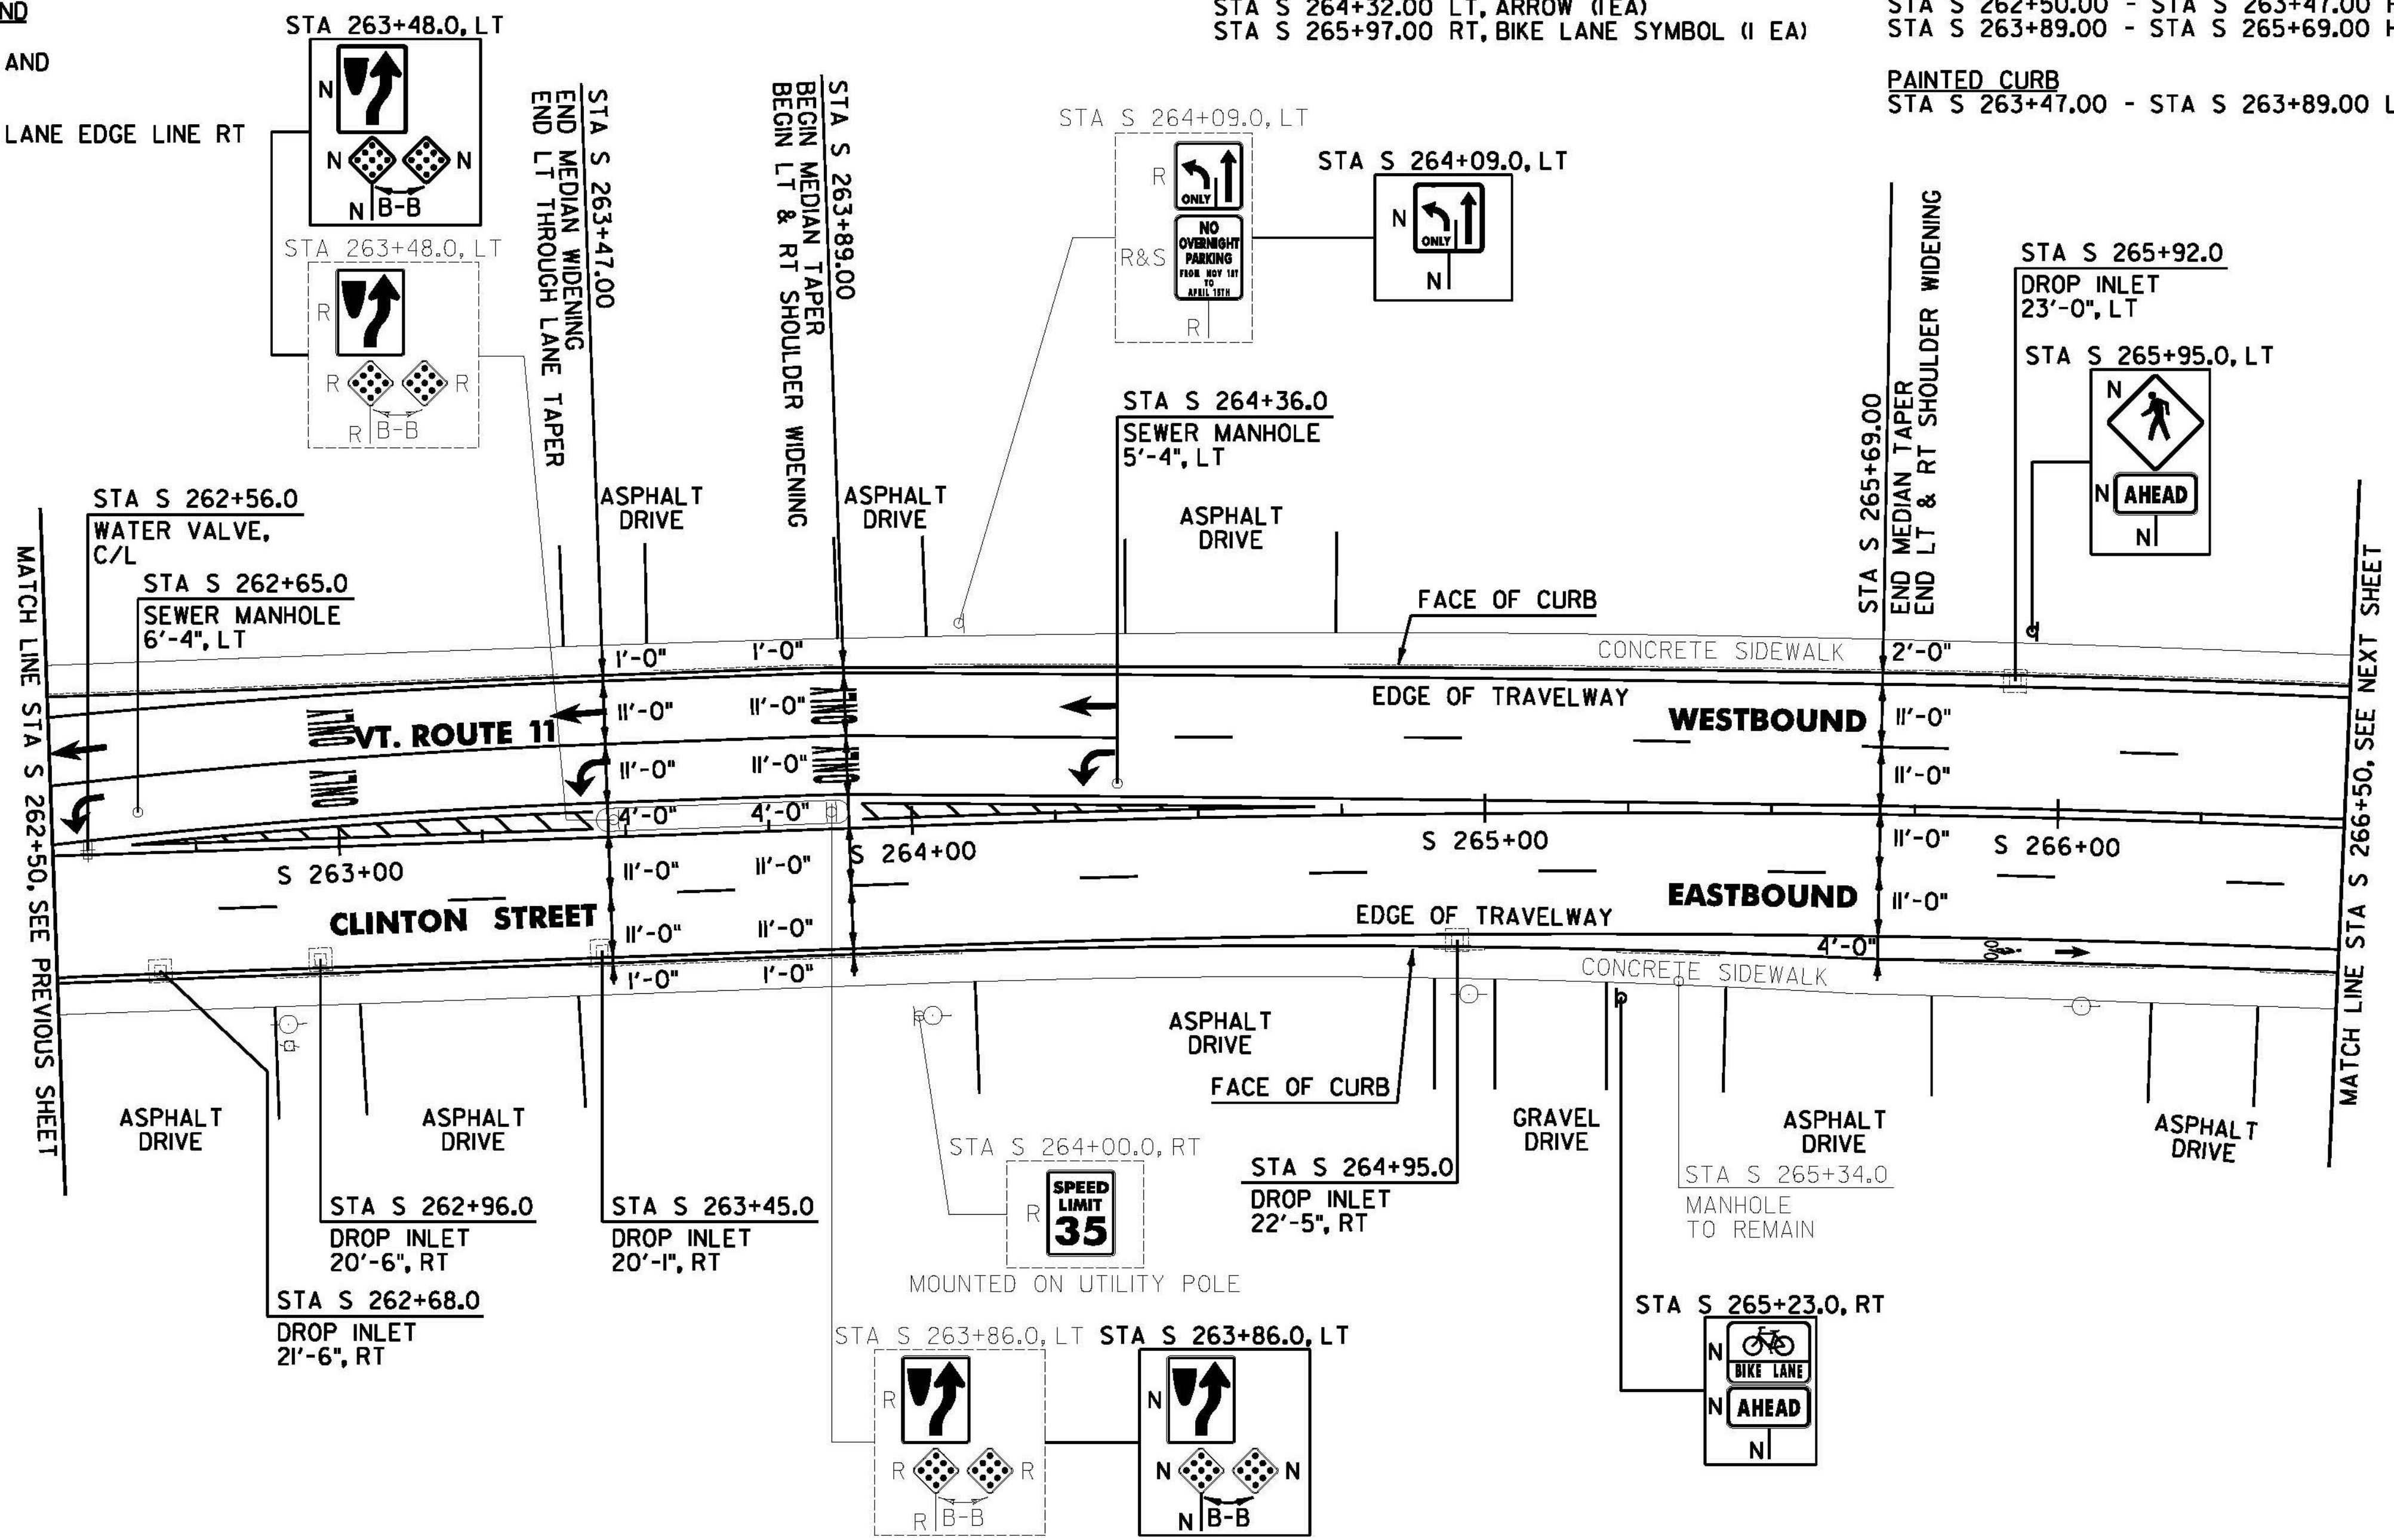 ND
AND
LANE EDGE LINE RT
STA S 264+32.00 LT, ARROW (1EA)
STA S 265+97.00 RT, BIKE LANE SYMBOL (1 EA)
STA S 262+50.00 - STA S 263+47.00
STA S 263+89.00 - STA S 265+69.00
PAINTED CURB
STA S 263+47.00 - STA S 263+89.00 L
STA 263+48.0, LT
N
N
N
N
B-B
STA 263+48.0, LT
R
R
R
R
B-B
STA S 263+47.00
END MEDIAN WIDENING
END LT THROUGH LANE TAPER
STA S 263+89.00
BEGIN MEDIAN TAPER
BEGIN LT & RT SHOULDER WIDENING
STA S 264+09.0, LT
R
ONLY
R&S
NO
OVERNIGHT
PARKING
FROM NOV 1ST
TO
APRIL 15TH
R
STA S 264+09.0, LT
N
ONLY
N
STA S 265+69.00
END MEDIAN TAPER
END LT & RT SHOULDER WIDENING
STA S 265+92.0
DROP INLET
23'-0", LT
STA S 265+95.0, LT
N
N
AHEAD
N
STA S 264+36.0
SEWER MANHOLE
5'-4", LT
STA S 262+56.0
WATER VALVE,
C/L
STA S 262+65.0
SEWER MANHOLE
6'-4", LT
ASPHALT
DRIVE
ASPHALT
DRIVE
ASPHALT
DRIVE
MATCH LINE STA S 262+50, SEE PREVIOUS SHEET
MATCH LINE STA S 266+50, SEE NEXT SHEET
FACE OF CURB
CONCRETE SIDEWALK
1'-0"
1'-0"
2'-0"
EDGE OF TRAVELWAY
ONLY
VT. ROUTE 11
11'-0"
11'-0"
ONLY
WESTBOUND
11'-0"
ONLY
11'-0"
11'-0"
ONLY
11'-0"
4'-0"
4'-0"
S 263+00
S 264+00
S 265+00
S 266+00
11'-0"
11'-0"
11'-0"
CLINTON STREET
11'-0"
11'-0"
EDGE OF TRAVELWAY
EASTBOUND
11'-0"
1'-0"
1'-0"
4'-0"
CONCRETE SIDEWALK
ASPHALT
DRIVE
ASPHALT
DRIVE
ASPHALT
DRIVE
FACE OF CURB
GRAVEL
DRIVE
ASPHALT
DRIVE
ASPHALT
DRIVE
STA S 264+00.0, RT
R
SPEED
LIMIT
35
MOUNTED ON UTILITY POLE
STA S 264+95.0
DROP INLET
22'-5", RT
STA S 265+34.0
MANHOLE
TO REMAIN
STA S 262+96.0
DROP INLET
20'-6", RT
STA S 263+45.0
DROP INLET
20'-1", RT
STA S 262+68.0
DROP INLET
21'-6", RT
STA S 263+86.0, LT
R
R
R
R
B-B
STA S 263+86.0, LT
N
N
N
N
B-B
STA S 265+23.0, RT
N
BIKE LANE
N
AHEAD
N